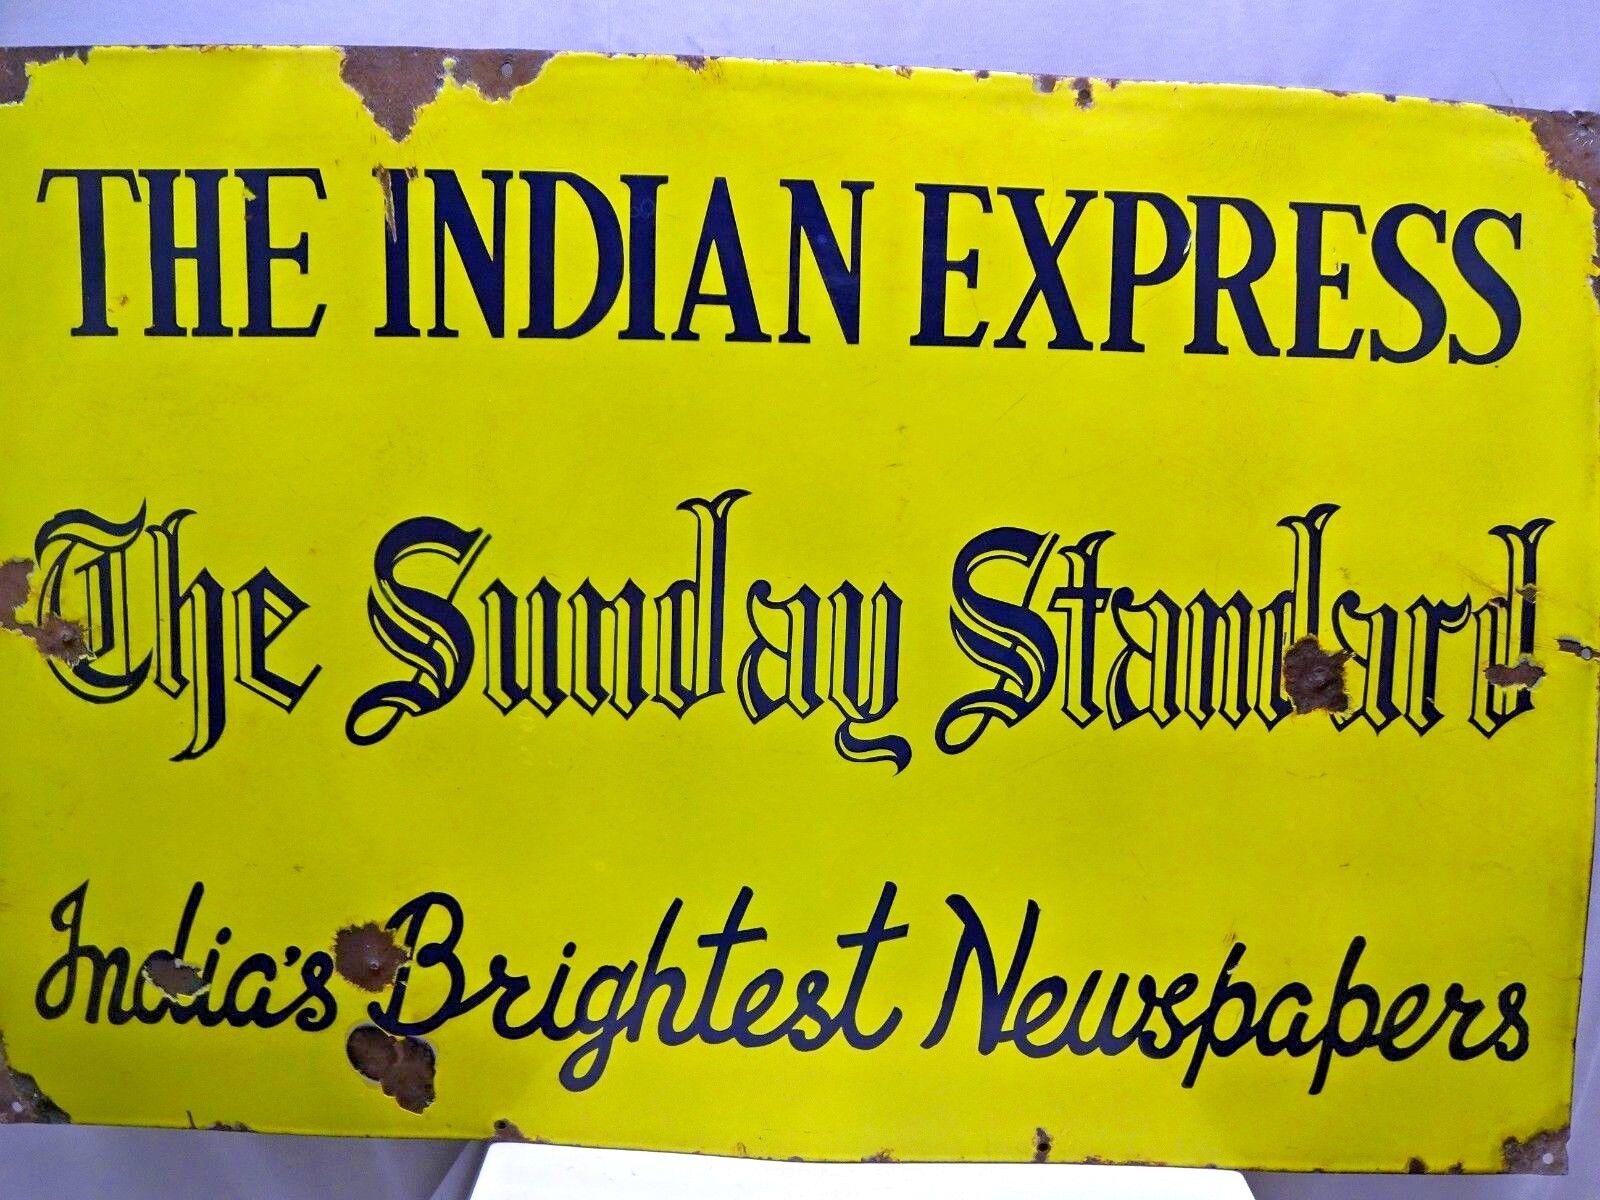 THE INDIAN EXPRESS
The Sunday Standard
India's Brightest Newspapers